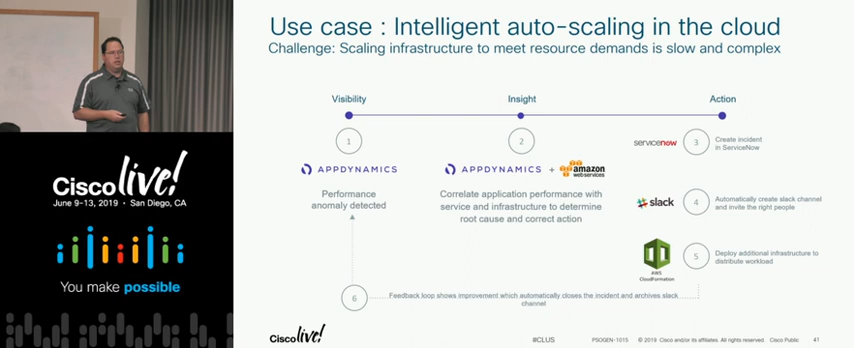 Use case : Intelligent auto-scaling in the cloud
Challenge: Scaling infrastructure to meet resource demands is slow and complex
Visibility
Insight
Action
1
APPDYNAMICS
Performance
anomaly detected
2
APPDYNAMICS + amazon
webservices
Correlate application performance with
service and infrastructure to determine
root cause and correct action
servicenow
3
Create incident
in ServiceNow
slack
4
Automatically create slack channel
and invite the right people
AWS
CloudFormation
5
Deploy additional infrastructure to
distribute workload
6
Feedback loop shows improvement which automatically closes the incident and archives slack
channel
Cisco live!
#CLUS
PSOGEN-1015
© 2019 Cisco and/or its affiliates. All rights reserved. Cisco Public
41
Cisco live!
June 9-13, 2019 • San Diego, CA
You make possible